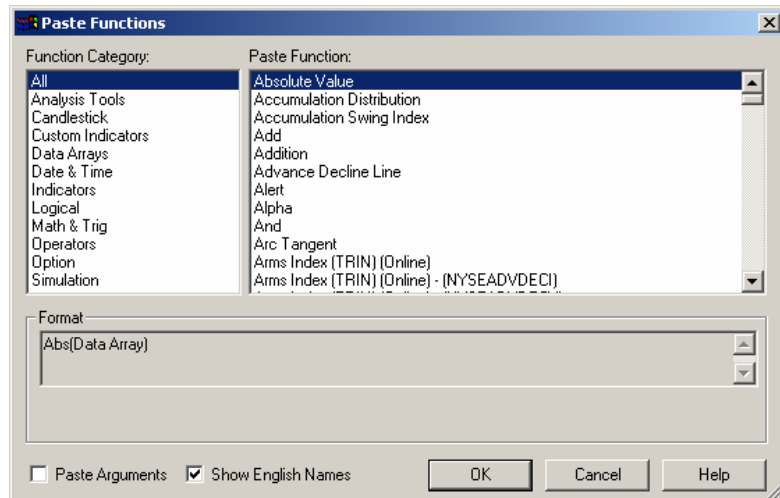 Paste Functions
Function Category:
All
Analysis Tools
Candlestick
Custom Indicators
Data Arrays
Date & Time
Indicators
Logical
Math & Trig
Operators
Option
Simulation
Paste Function:
Absolute Value
Accumulation Distribution
Accumulation Swing Index
Add
Addition
Advance Decline Line
Alert
Alpha
And
Arc Tangent
Arms Index (TRIN) (Online)
Arms Index (TRIN) (Online) - (NYSEADVDECI)
Format
Abs(Data Array)
Paste Arguments
Show English Names
OK
Cancel
Help